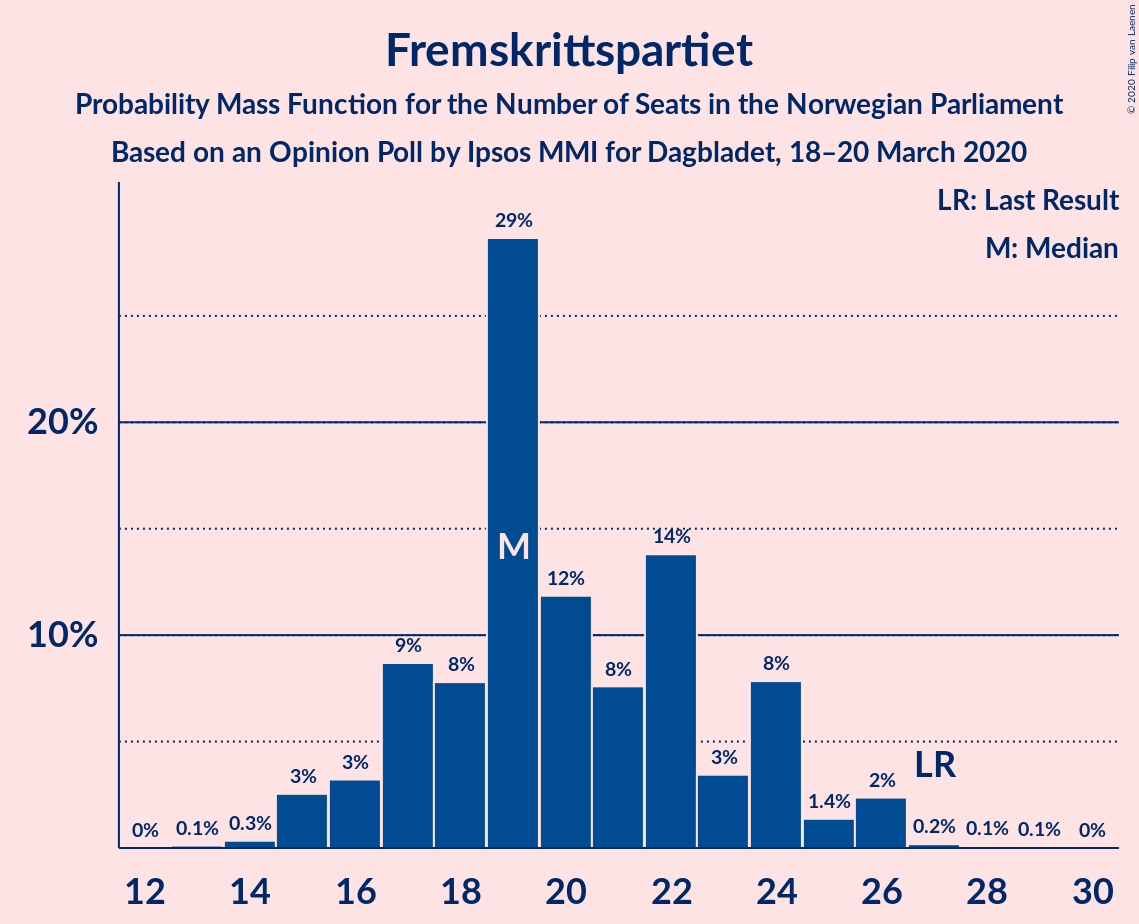 Fremskrittspartiet
Probability Mass Function for the Number of Seats in the Norwegian Parliament
Based on an Opinion Poll by Ipsos MMI for Dagbladet, 18–20 March 2020
© 2020 Filip van Laenen
LR: Last Result
M: Median
29%
20%
M
14%
12%
10%
9%
8%
8%
8%
3%
3%
3%
LR
2%
1.4%
0%
0.1%
0.3%
0.2%
0.1%
0.1%
0%
12 14 16 18 20 22 24 26 28 30